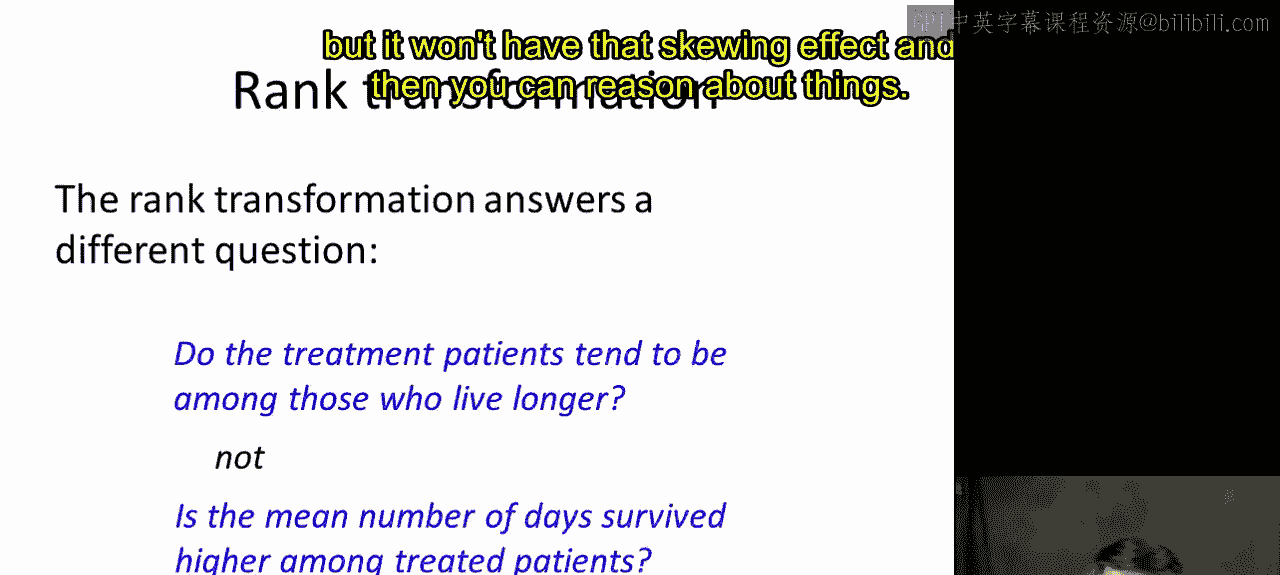 中英字幕课程资源@bilibili.com
but it won't have that skewing effect and
then you can reason about things.
Rank transformation
The rank transformation answers a
different question:
Do the treatment patients tend to be
among those who live longer?
not
Is the mean number of days survived
higher among treated patients?